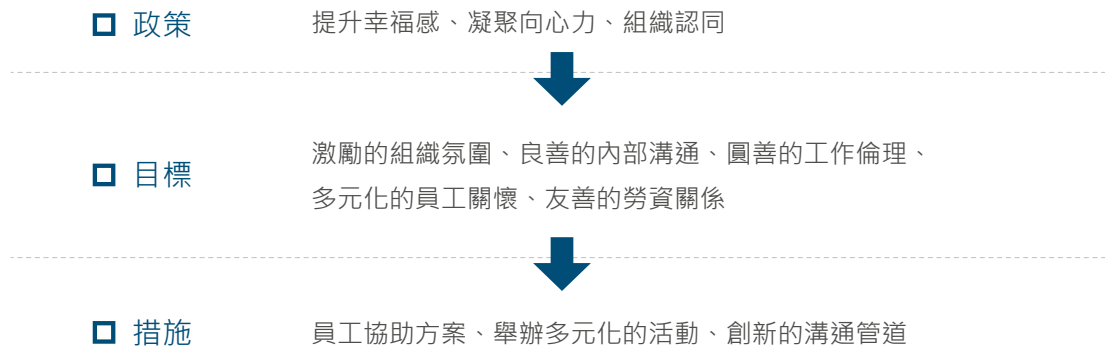 政策 提升幸福感、凝聚向心力、組織認同
目標 激勵的組織氛圍、良善的內部溝通、圓善的工作倫理、
多元化的員工關懷、友善的勞資關係
措施 員工協助方案、舉辦多元化的活動、創新的溝通管道